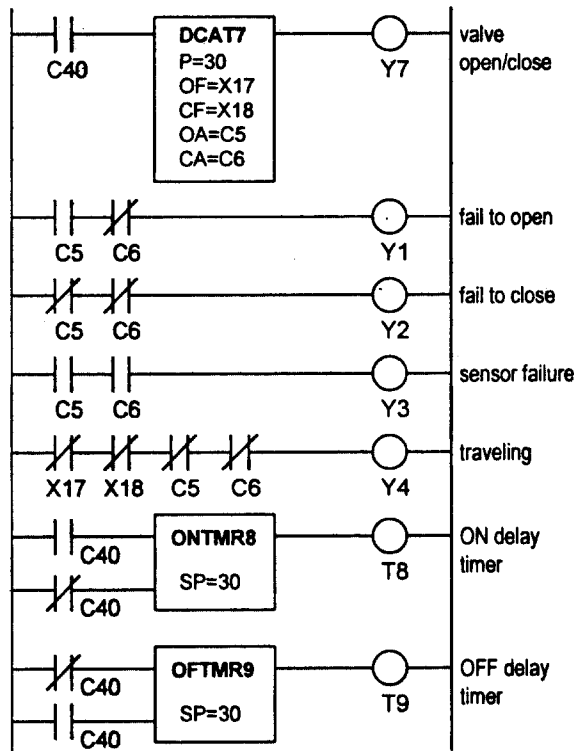 DCAT7
P=30
OF=X17
CF=X18
OA=C5
CA=C6
C40
Y7
valve
open/close
C5 C6 Y1
fail to open
C5 C6 Y2
fail to close
C5 C6 Y3
sensor failure
X17 X18 C5 C6 Y4
traveling
C40
ONTMR8
SP=30
C40
T8
ON delay
timer
C40
OFTMR9
SP=30
C40
T9
OFF delay
timer